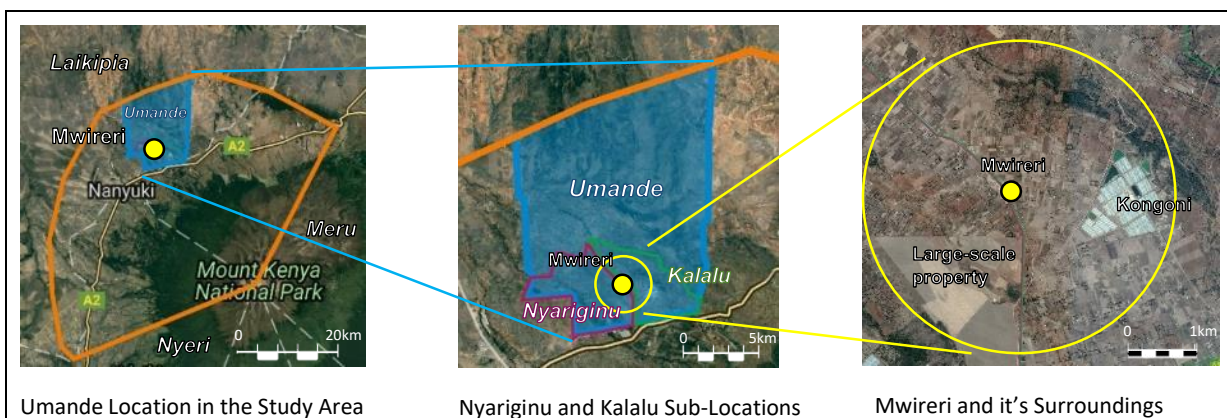 Laikipia
Umande
Mwireri
A2
Nanyuki
Meru
Mount Kenya
National Park
A2
0 20km
Nyeri
Umande Location in the Study Area
Umande
Mwireri
Kalalu
Nyariginu
0 5km
Nyariginu and Kalalu Sub-Locations
Mwireri
Kongoni
Large-scale
property
0 1km
Mwireri and it's Surroundings